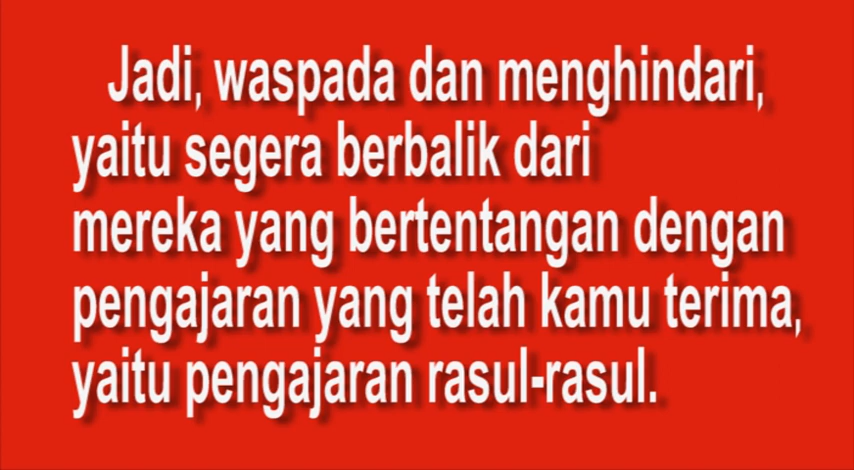 Jadi, waspada dan menghindari,
yaitu segera berbalik dari
mereka yang bertentangan dengan
pengajaran yang telah kamu terima,
yaitu pengajaran rasul-rasul.